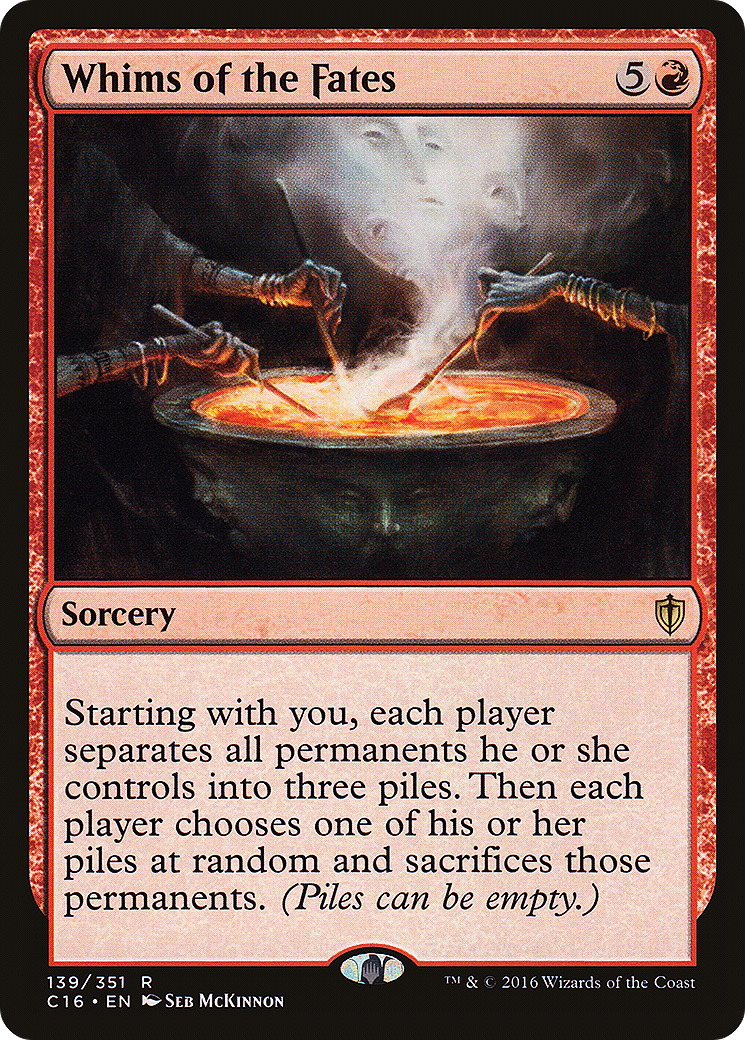 Whims of the Fates 5
Sorcery
Starting with you, each player
separates all permanents he or she
controls into three piles. Then each
player chooses one of his or her
piles at random and sacrifices those
permanents. (Piles can be empty.)
139/351 R
C16 • EN Seb McKinnon
™ & © 2016 Wizards of the Coast